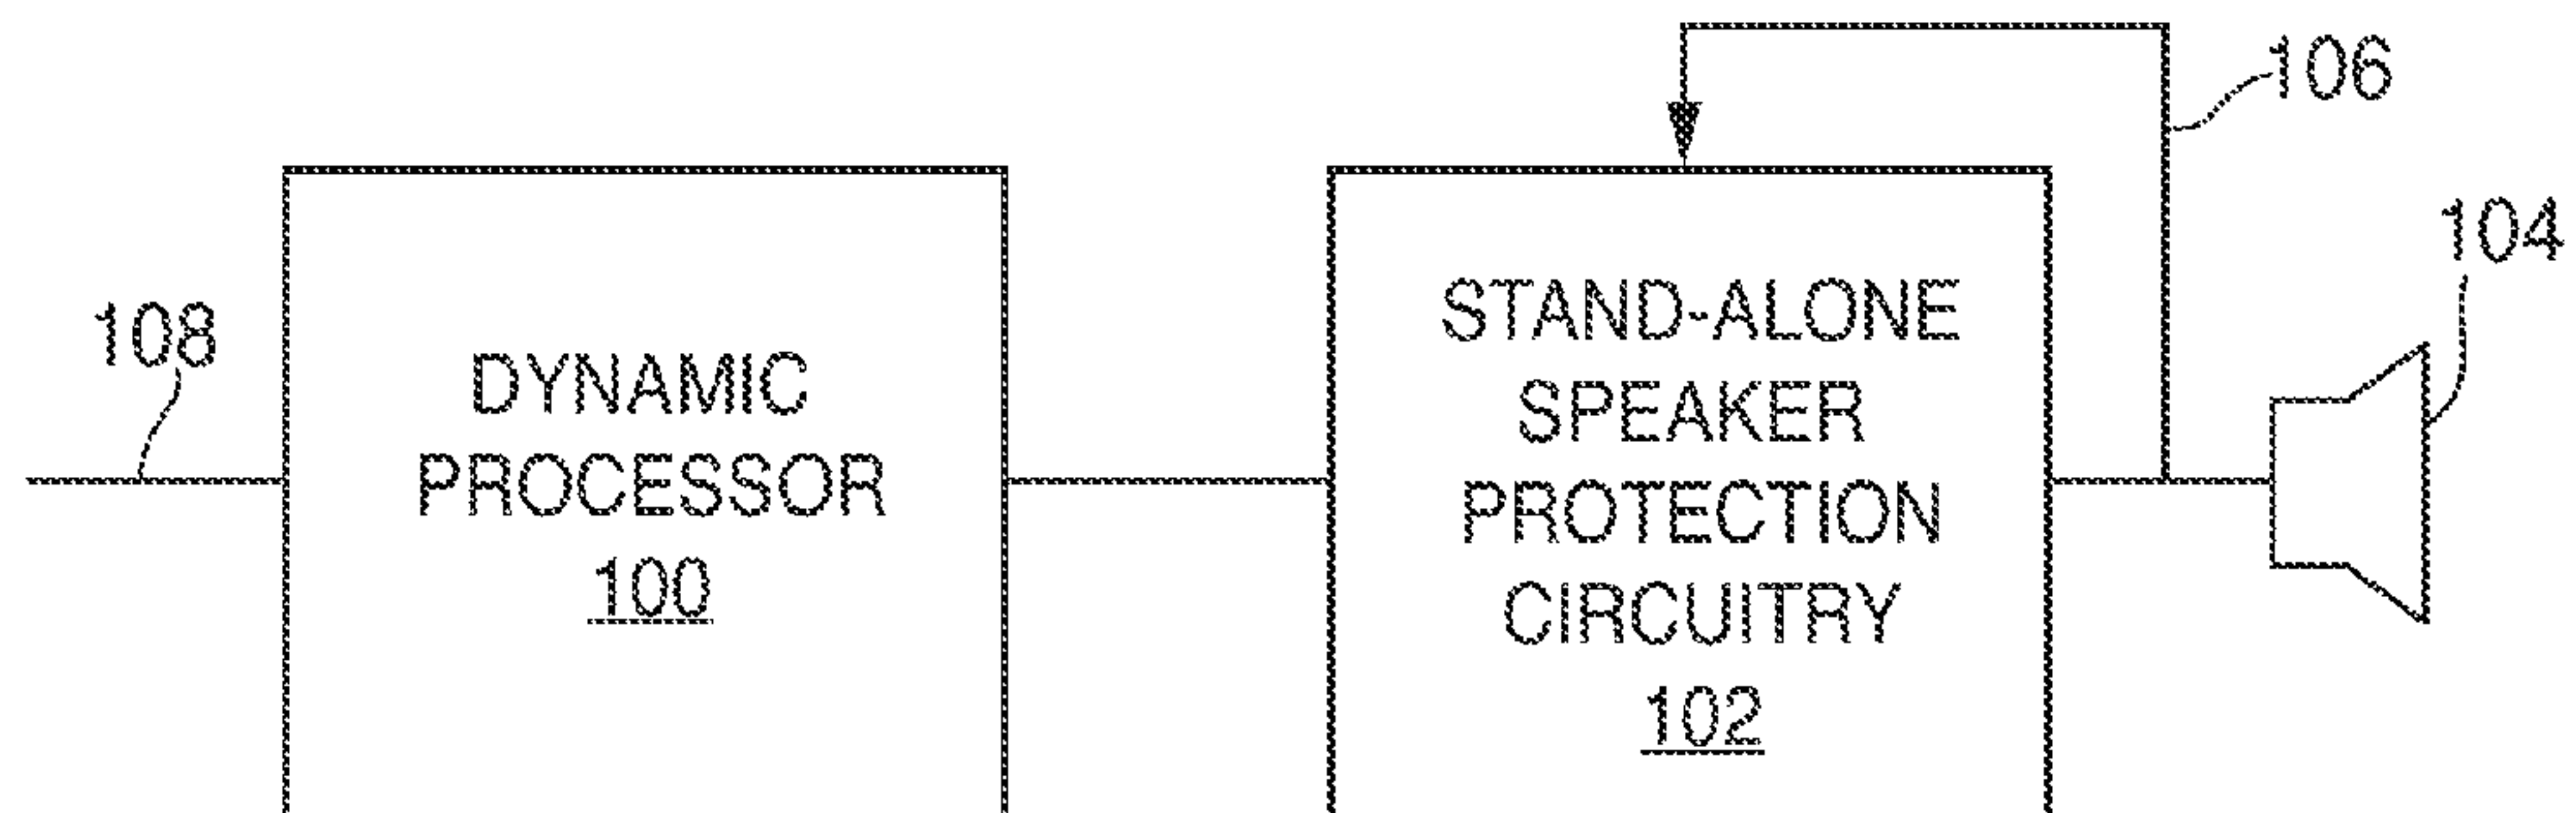 106
104
108
DYNAMIC
PROCESSOR
100
STAND-ALONE
SPEAKER
PROTECTION
CIRCUITRY
102